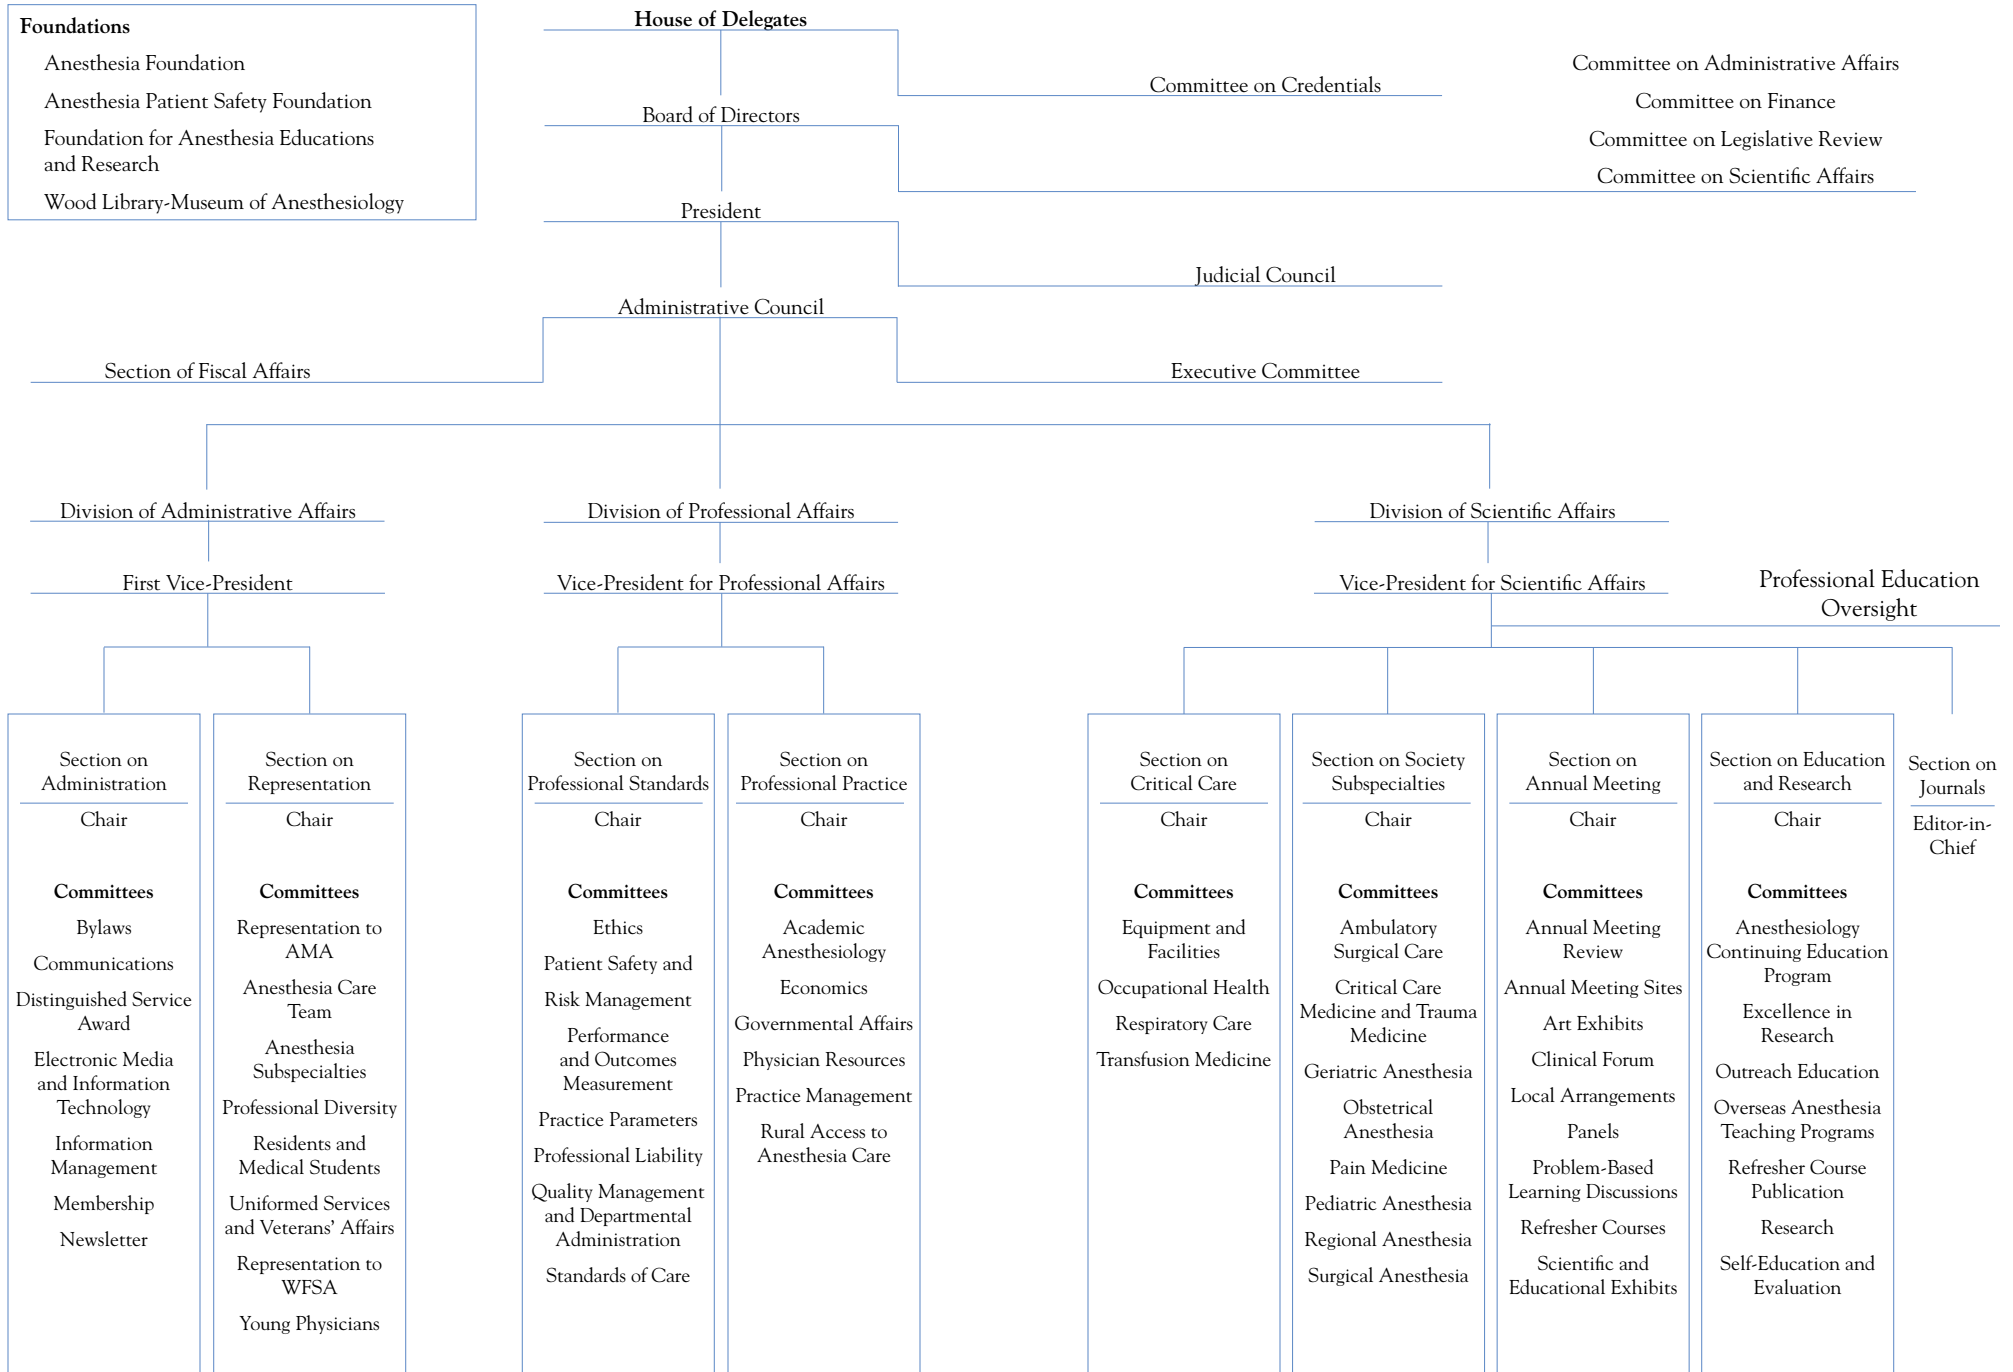 Foundations
Anesthesia Foundation
Anesthesia Patient Safety Foundation
Foundation for Anesthesia Educations
and Research
Wood Library-Museum of Anesthesiology
House of Delegates
Committee on Credentials
Board of Directors
Committee on Administrative Affairs
Committee on Finance
Committee on Legislative Review
Committee on Scientific Affairs
President
Judicial Council
Administrative Council
Section of Fiscal Affairs
Executive Committee
Division of Administrative Affairs
Division of Professional Affairs
Division of Scientific Affairs
First Vice-President
Vice-President for Professional Affairs
Vice-President for Scientific Affairs
Professional Education
Oversight
Section on
Administration
Chair
Committees
Bylaws
Communications
Distinguished Service
Award
Electronic Media
and Information
Technology
Information
Management
Membership
Newsletter
Section on
Representation
Chair
Committees
Representation to
AMA
Anesthesia Care
Team
Anesthesia
Subspecialties
Professional Diversity
Residents and
Medical Students
Uniformed Services
and Veterans’ Affairs
Representation to
WFSA
Young Physicians
Section on
Professional Standards
Chair
Committees
Ethics
Patient Safety and
Risk Management
Performance
and Outcomes
Measurement
Practice Parameters
Professional Liability
Quality Management
and Departmental
Administration
Standards of Care
Section on
Professional Practice
Chair
Committees
Academic
Anesthesiology
Economics
Governmental Affairs
Physician Resources
Practice Management
Rural Access to
Anesthesia Care
Section on
Critical Care
Chair
Committees
Equipment and
Facilities
Occupational Health
Respiratory Care
Transfusion Medicine
Section on Society
Subspecialties
Chair
Committees
Ambulatory
Surgical Care
Critical Care
Medicine and Trauma
Medicine
Geriatric Anesthesia
Obstetrical
Anesthesia
Pain Medicine
Pediatric Anesthesia
Regional Anesthesia
Surgical Anesthesia
Section on
Annual Meeting
Chair
Committees
Annual Meeting
Review
Annual Meeting Sites
Art Exhibits
Clinical Forum
Local Arrangements
Panels
Problem-Based
Learning Discussions
Refresher Courses
Scientific and
Educational Exhibits
Section on Education
and Research
Chair
Committees
Anesthesiology
Continuing Education
Program
Excellence in
Research
Outreach Education
Overseas Anesthesia
Teaching Programs
Refresher Course
Publication
Research
Self-Education and
Evaluation
Section on
Journals
Editor-in-
Chief